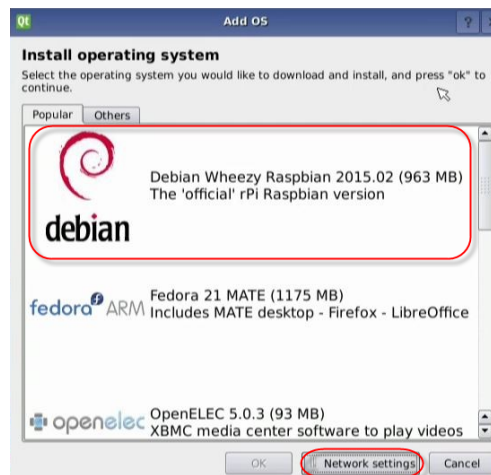 Qt Add OS ?
Install operating system
Select the operating system you would like to download and install, and press "ok" to
continue.
Popular Others
debian
Debian Wheezy Raspbian 2015.02 (963 MB)
The 'official' rPi Raspbian version
fedora ARM
Fedora 21 MATE (1175 MB)
Includes MATE desktop - Firefox - LibreOffice
openelec
OpenELEC 5.0.3 (93 MB)
XBMC media center software to play videos
OK Network settings Cancel